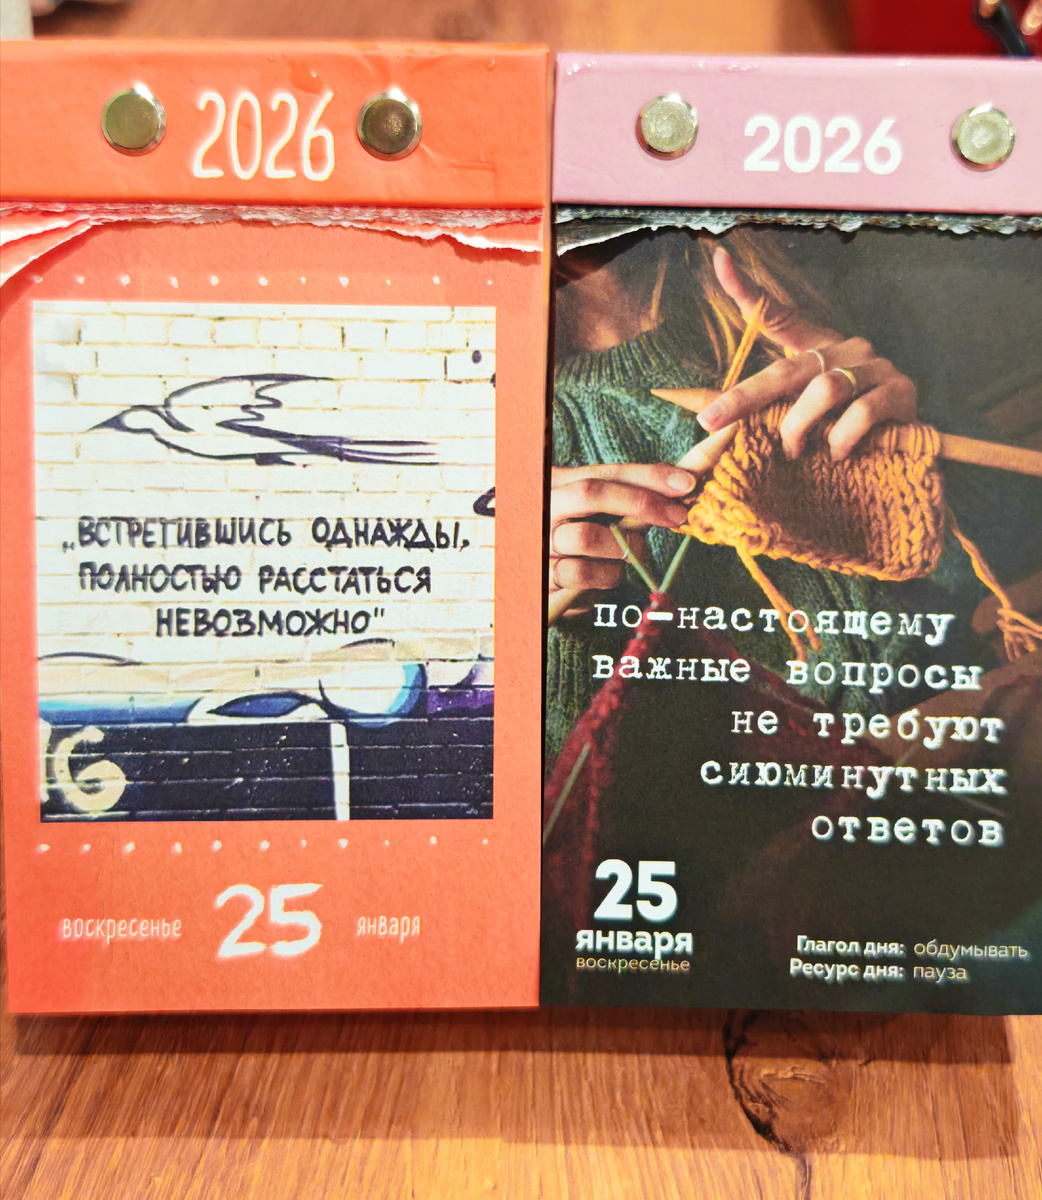 2026
„ВСТРЕТИВШИСЬ ОДНАЖДЫ,
ПОЛНОСТЬЮ РАССТАТЬСЯ
НЕВОЗМОЖНО"
воскресенье 25 января
2026
по-настоящему
важные вопросы
не требуют
сиюминутных
ответов
25
января
воскресенье
Глагол дня: обдумывать
Ресурс дня: пауза